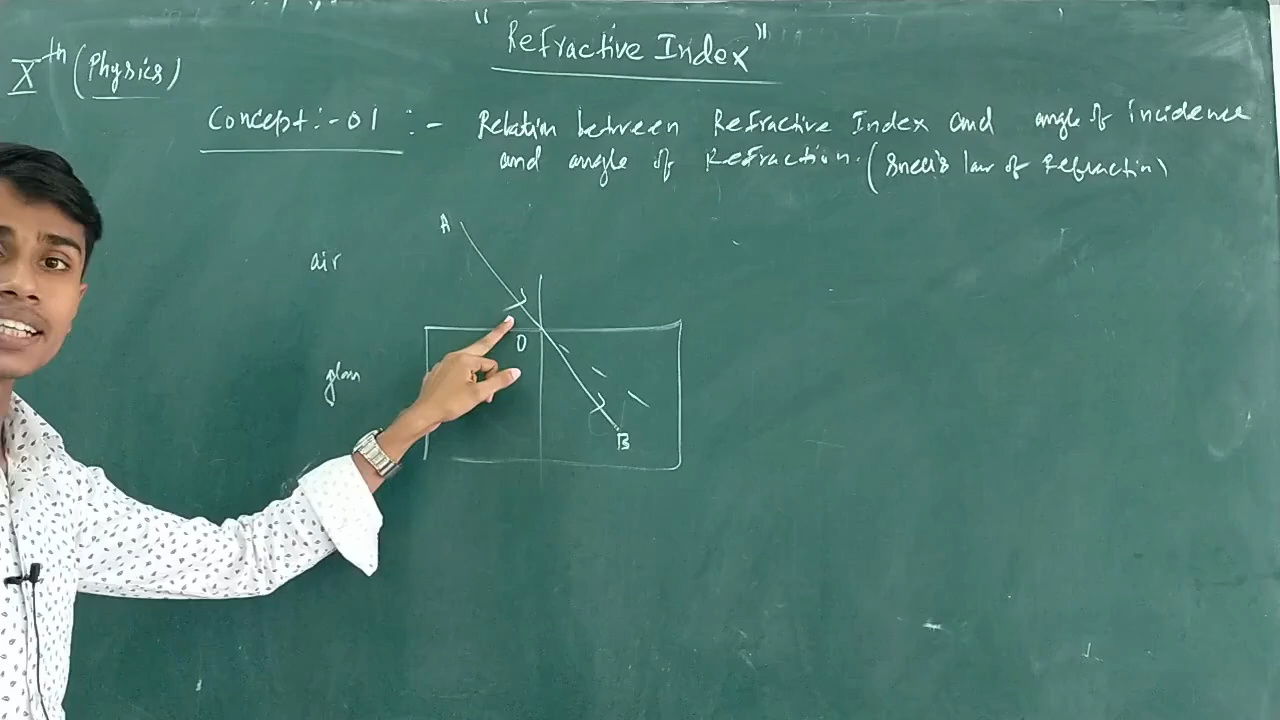 "Refractive Index"
Xth (Physics)
Concept:-01 :- Relation between Refractive Index and angle of incidence
and angle of Refraction. (Snell's law of Refraction)
A
air
O
glass
B